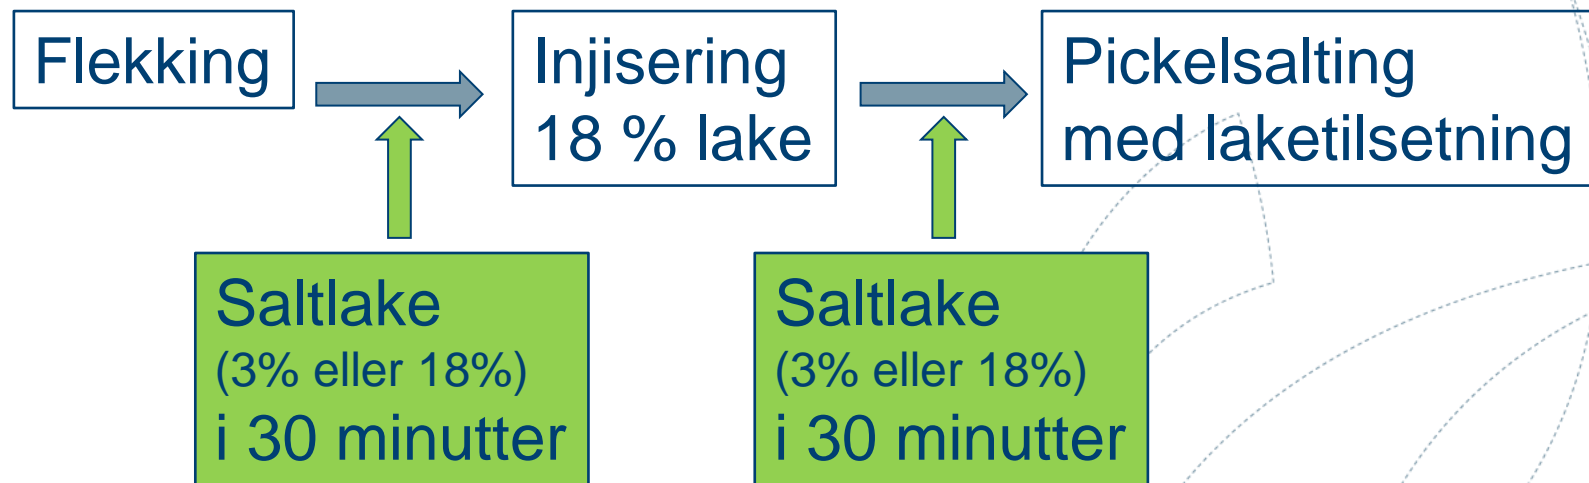 Flekking
Injisering
18 % lake
Pickelsalting
med laketilsetning
Saltlake
(3% eller 18%)
i 30 minutter
Saltlake
(3% eller 18%)
i 30 minutter